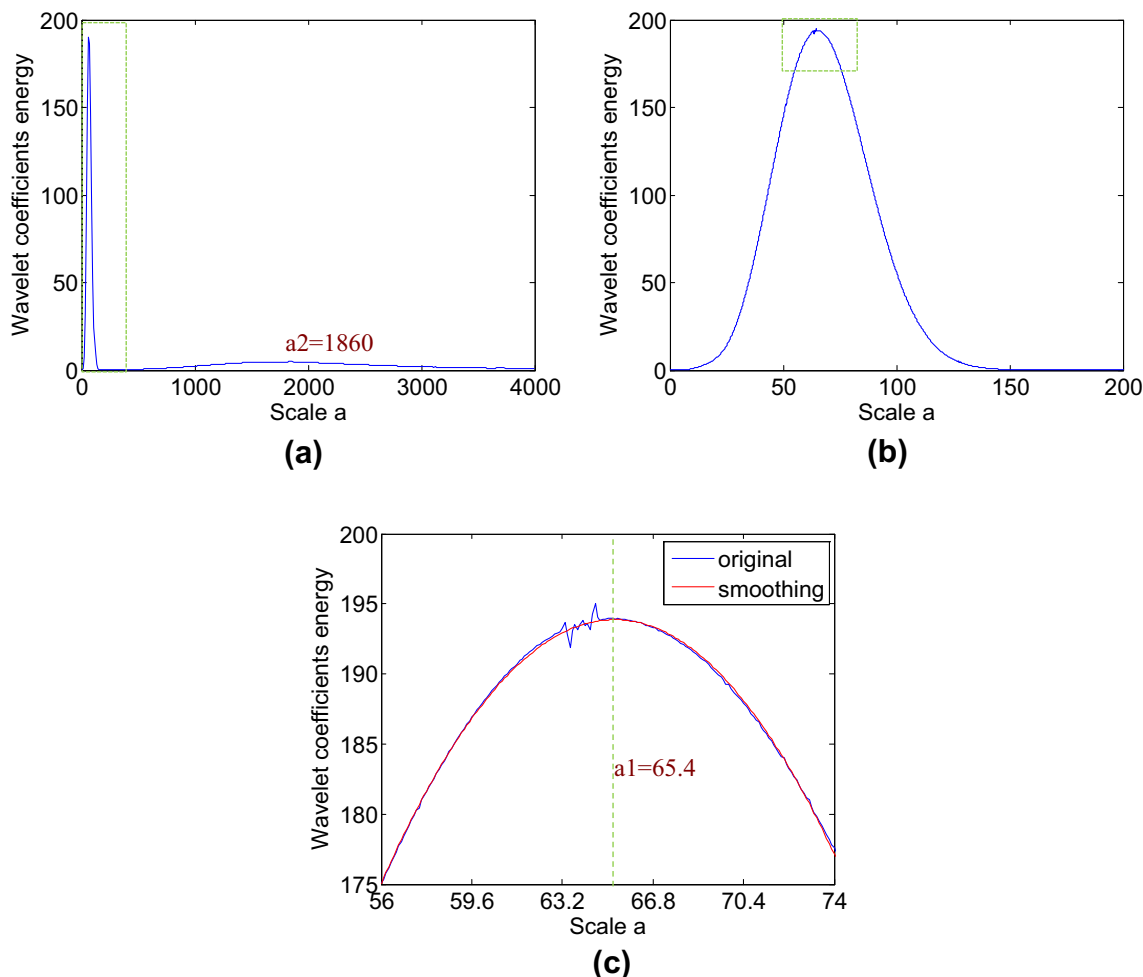 200
150
100
50
0
Wavelet coefficients energy
a2=1860
0 1000 2000 3000 4000
Scale a
(a)
200
150
100
50
0
Wavelet coefficients energy
0 50 100 150 200
Scale a
(b)
200
195
190
185
180
175
Wavelet coefficients energy
original
smoothing
a1=65.4
56 59.6 63.2 66.8 70.4 74
Scale a
(c)